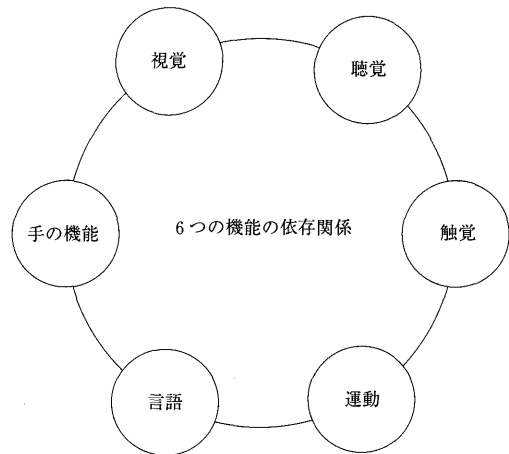 視覚
聴覚
手の機能
6つの機能の依存関係
触覚
言語
運動